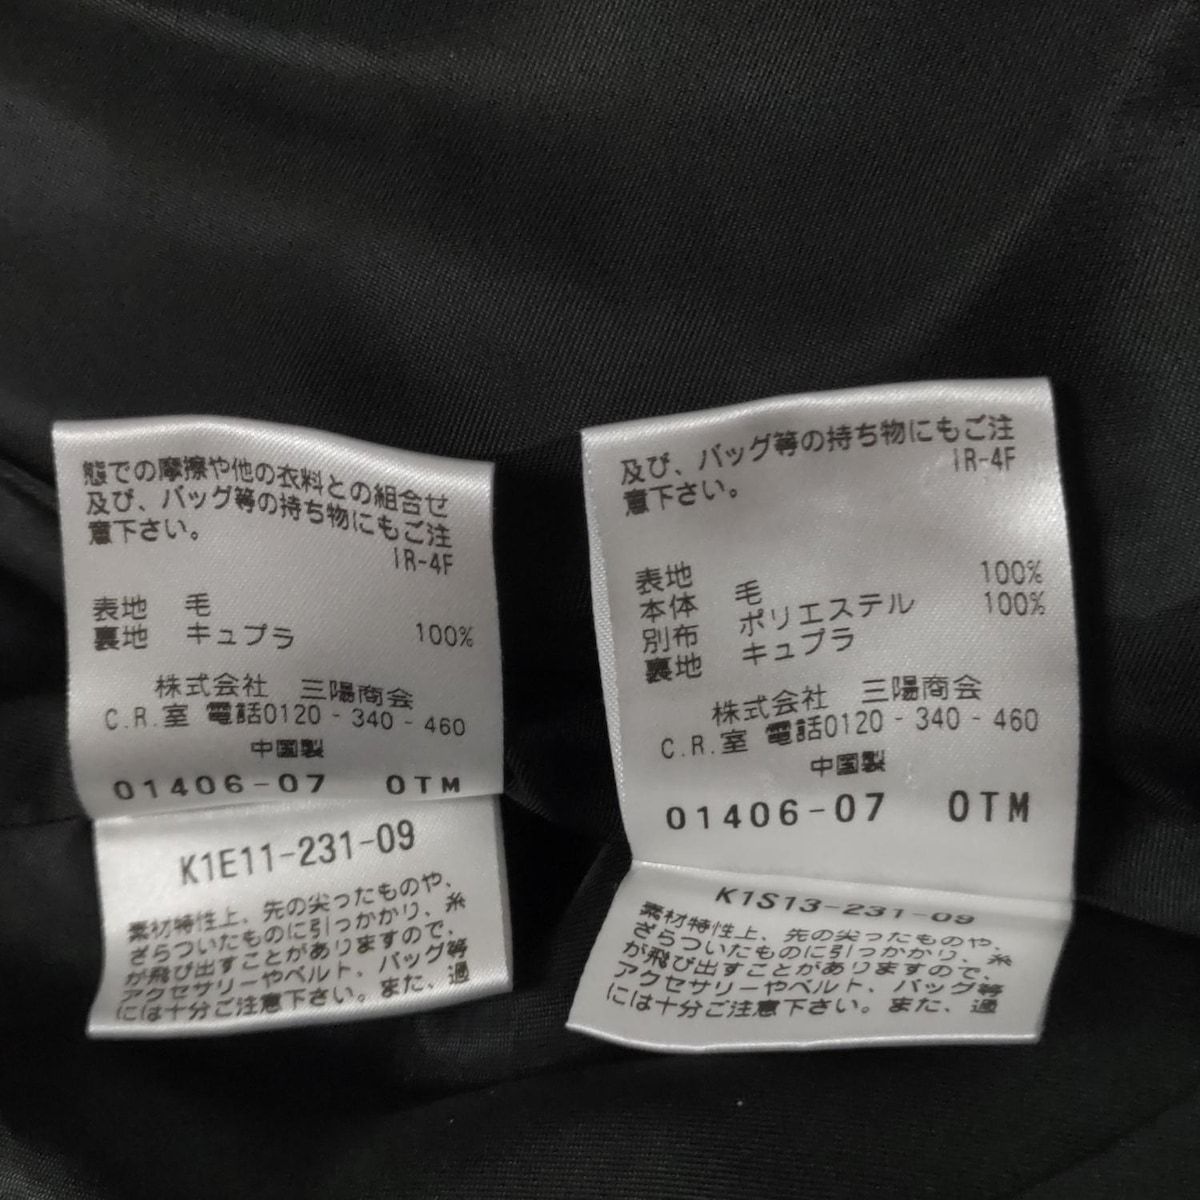 態での摩擦や他の衣料との組合せ
及び、バッグ等の持ち物にもご注
意下さい。
IR-4F
表地 毛
裏地 キュプラ 100%
株式会社 三陽商会
C.R.室 電話0120-340-460
中国製
01406-07 0TM
K1E11-231-09
素材特性上、先の尖ったものや、
ざらついたものに引っかかり、糸
が飛び出すことがありますので、
アクセサリーやベルト、バッグ等
には十分ご注意下さい。また、過
及び、バッグ等の持ち物にもご注
意下さい。
IR-4F
表地
本体 毛 100%
別布 ポリエステル 100%
裏地 キュプラ
株式会社 三陽商会
C.R.室 電話0120-340-460
中国製
01406-07 0TM
K1S13-231-09
素材特性上、先の尖ったものや、
ざらついたものに引っかかり、糸
が飛び出すことがありますので、
アクセサリーやベルト、バッグ等
には十分ご注意下さい。また、過